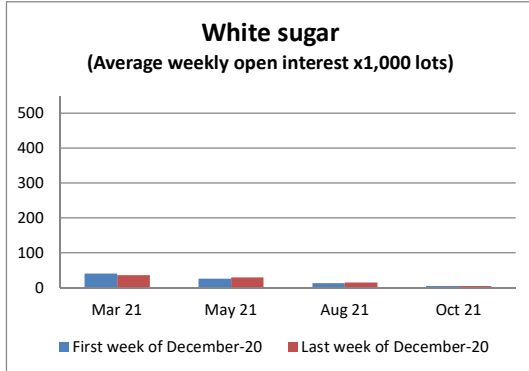 White sugar
(Average weekly open interest x1,000 lots)
500
400
300
200
100
0
Mar 21 May 21 Aug 21 Oct 21
First week of December-20 Last week of December-20